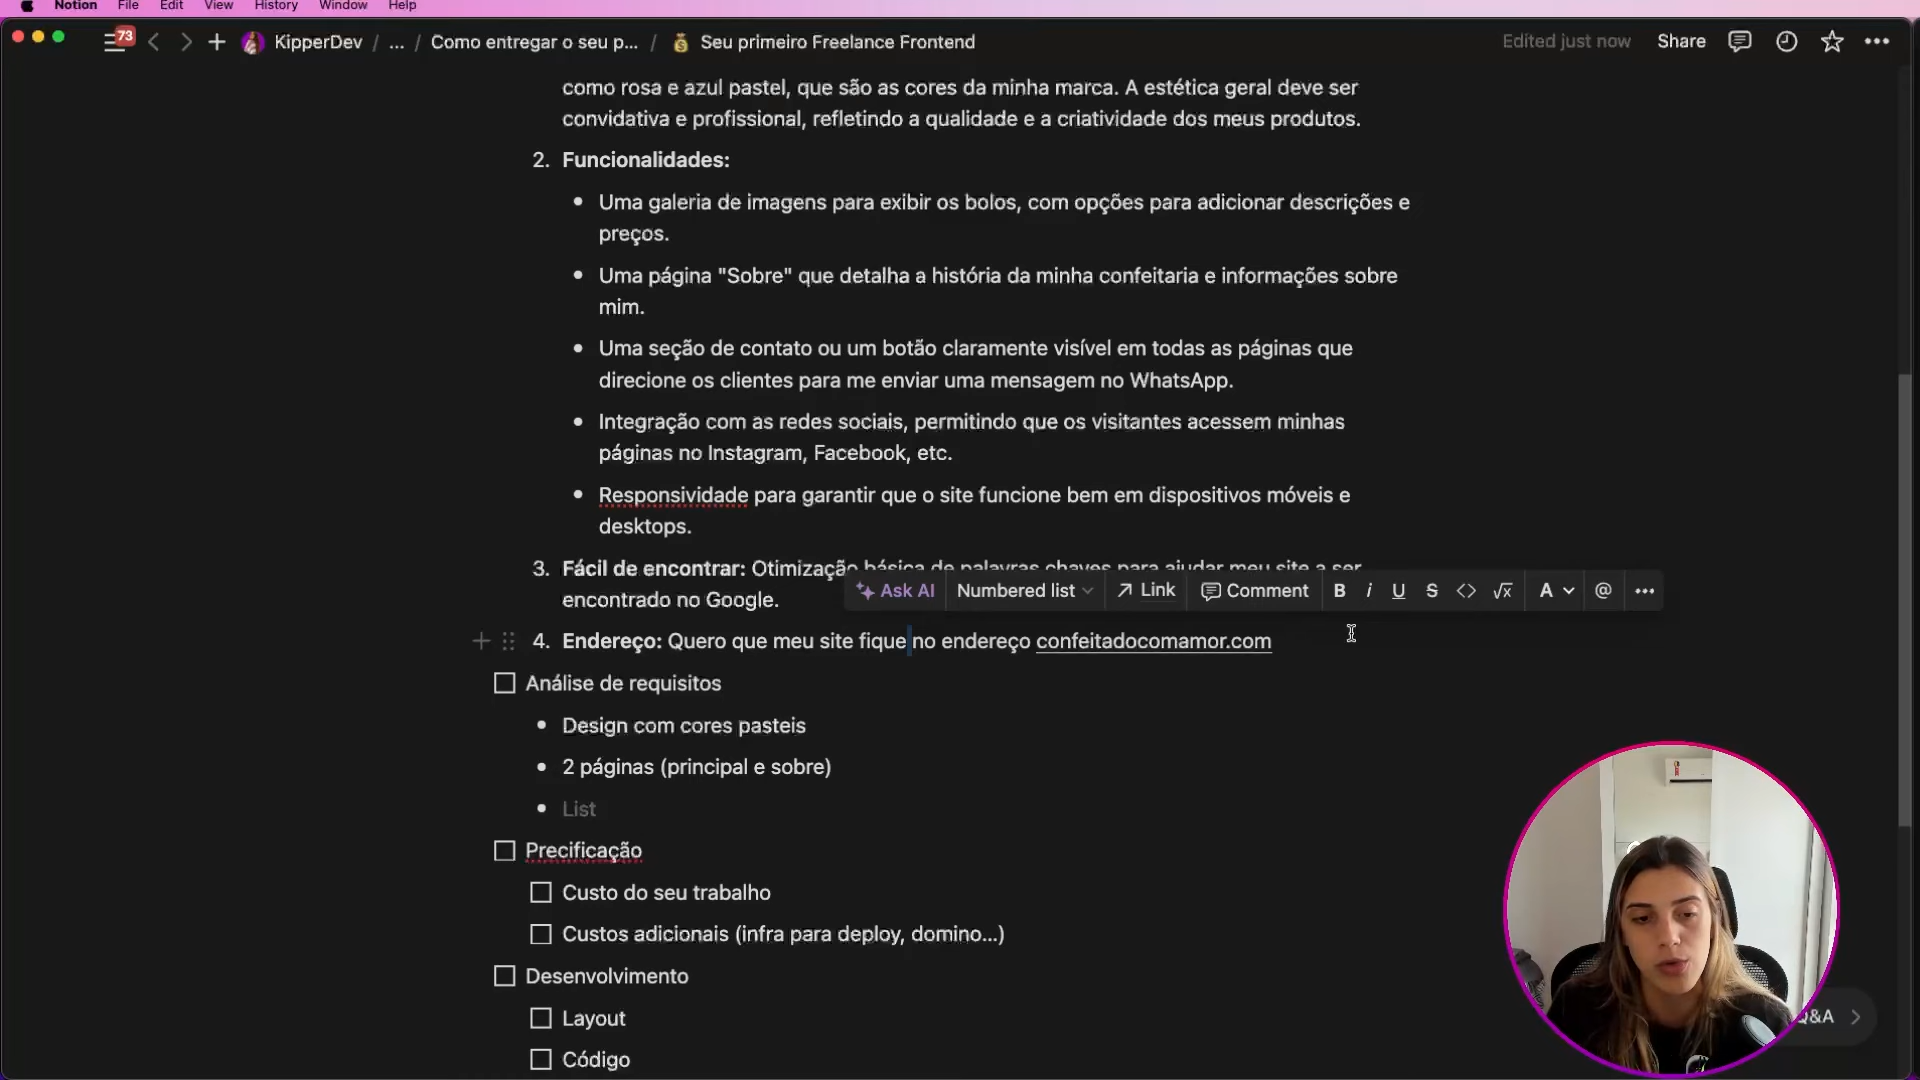 Notion File Edit View History Window Help
73 KipperDev / ... / Como entregar o seu p... / Seu primeiro Freelance Frontend Edited just now Share
como rosa e azul pastel, que são as cores da minha marca. A estética geral deve ser
convidativa e profissional, refletindo a qualidade e a criatividade dos meus produtos.
2. Funcionalidades:
• Uma galeria de imagens para exibir os bolos, com opções para adicionar descrições e
preços.
• Uma página "Sobre" que detalha a história da minha confeitaria e informações sobre
mim.
• Uma seção de contato ou um botão claramente visível em todas as páginas que
direcione os clientes para me enviar uma mensagem no WhatsApp.
• Integração com as redes sociais, permitindo que os visitantes acessem minhas
páginas no Instagram, Facebook, etc.
• Responsividade para garantir que o site funcione bem em dispositivos móveis e
desktops.
3. Fácil de encontrar: Otimização básica de palavras chaves para ajudar meu site a ser
encontrado no Google.
Ask AI Numbered list Link Comment B i U S <> √x A @ •••
4. Endereço: Quero que meu site fique no endereço confeitadocomamor.com
Análise de requisitos
• Design com cores pasteis
• 2 páginas (principal e sobre)
• List
Precificação
Custo do seu trabalho
Custos adicionais (infra para deploy, domino...)
Desenvolvimento
Layout
Código
Q&A